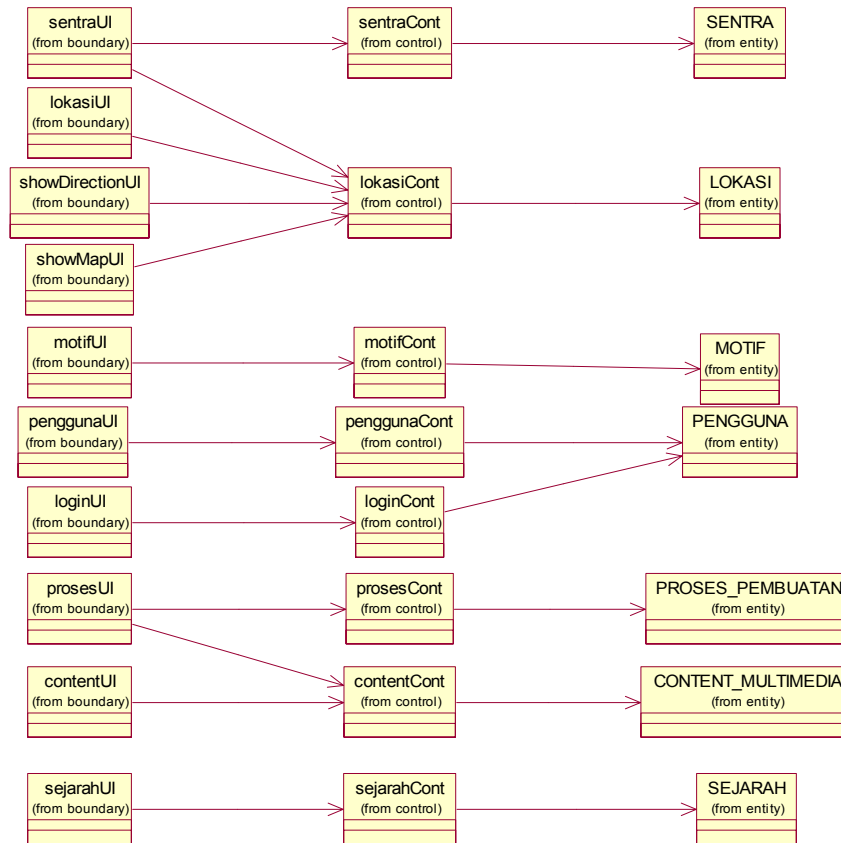 sentraUI
(from boundary)
sentraCont
(from control)
SENTRA
(from entity)
lokasiUI
(from boundary)
showDirectionUI
(from boundary)
lokasiCont
(from control)
LOKASI
(from entity)
showMapUI
(from boundary)
motifUI
(from boundary)
motifCont
(from control)
MOTIF
(from entity)
penggunaUI
(from boundary)
penggunaCont
(from control)
PENGGUNA
(from entity)
loginUI
(from boundary)
loginCont
(from control)
prosesUI
(from boundary)
prosesCont
(from control)
PROSES_PEMBUATAN
(from entity)
contentUI
(from boundary)
contentCont
(from control)
CONTENT_MULTIMEDIA
(from entity)
sejarahUI
(from boundary)
sejarahCont
(from control)
SEJARAH
(from entity)